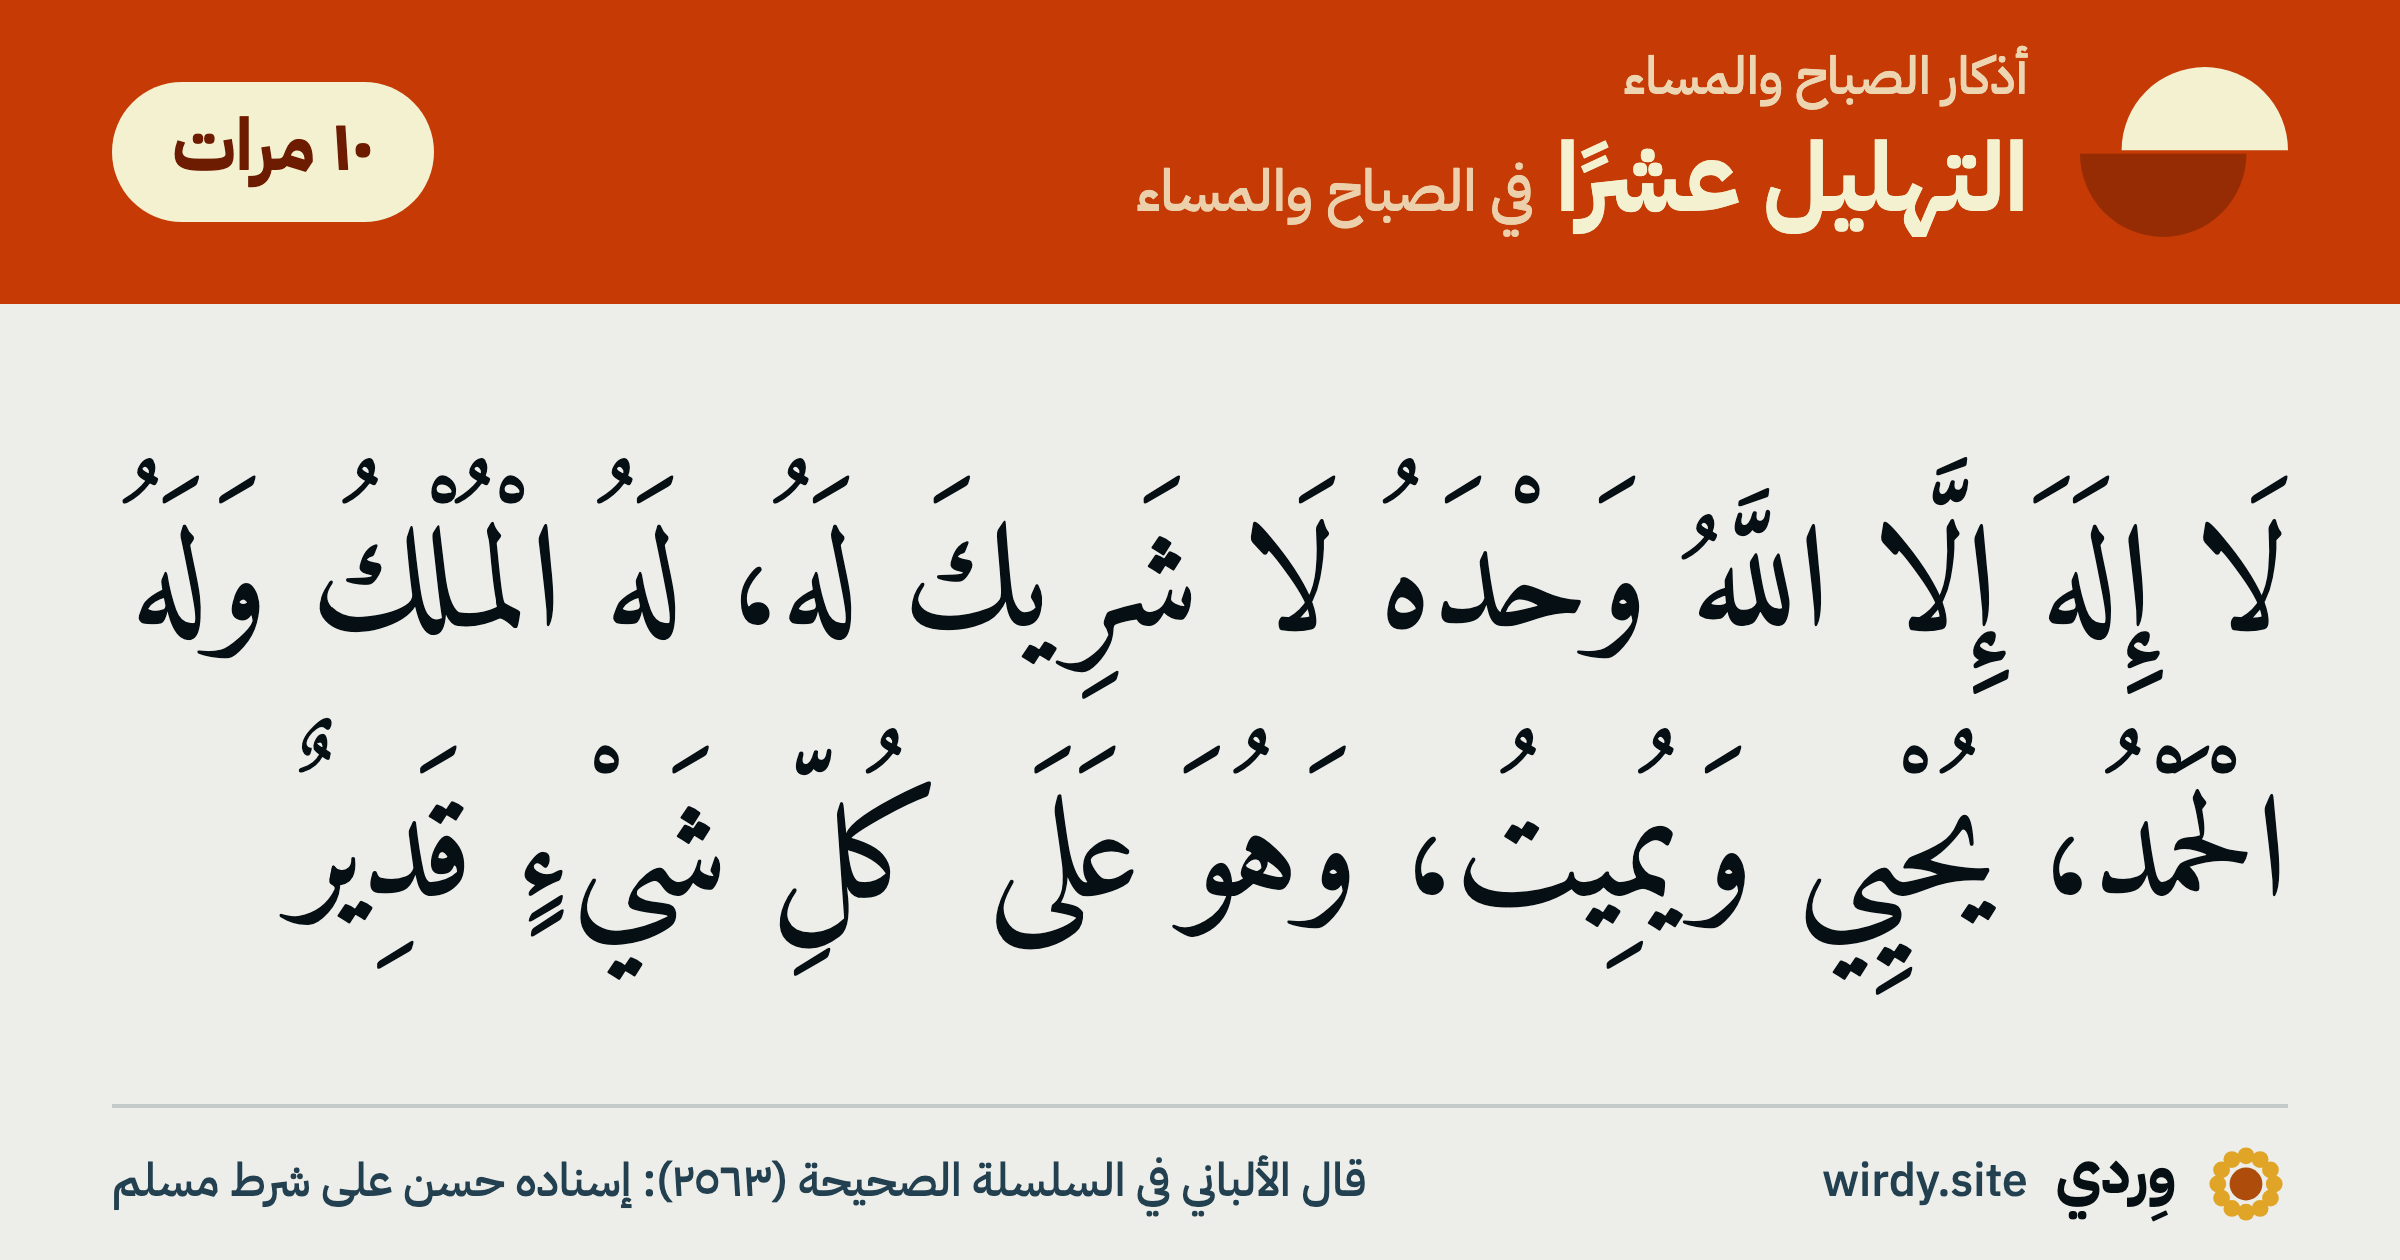 أذكار الصباح والمساء
التهليل عشرًا في الصباح والمساء
١٠ مرات
لَا إِلَهَ إِلَّا اللَّهُ وَحْدَهُ لَا شَرِيكَ لَهُ، لَهُ الْمُلْكُ وَلَهُ
الْحَمْدُ، يُحْيِي وَيُمِيتُ، وَهُوَ عَلَى كُلِّ شَيْءٍ قَدِيرٌ
وِردي wirdy.site
قال الألباني في السلسلة الصحيحة (٢٥٦٣): إسناده حسن على شرط مسلم